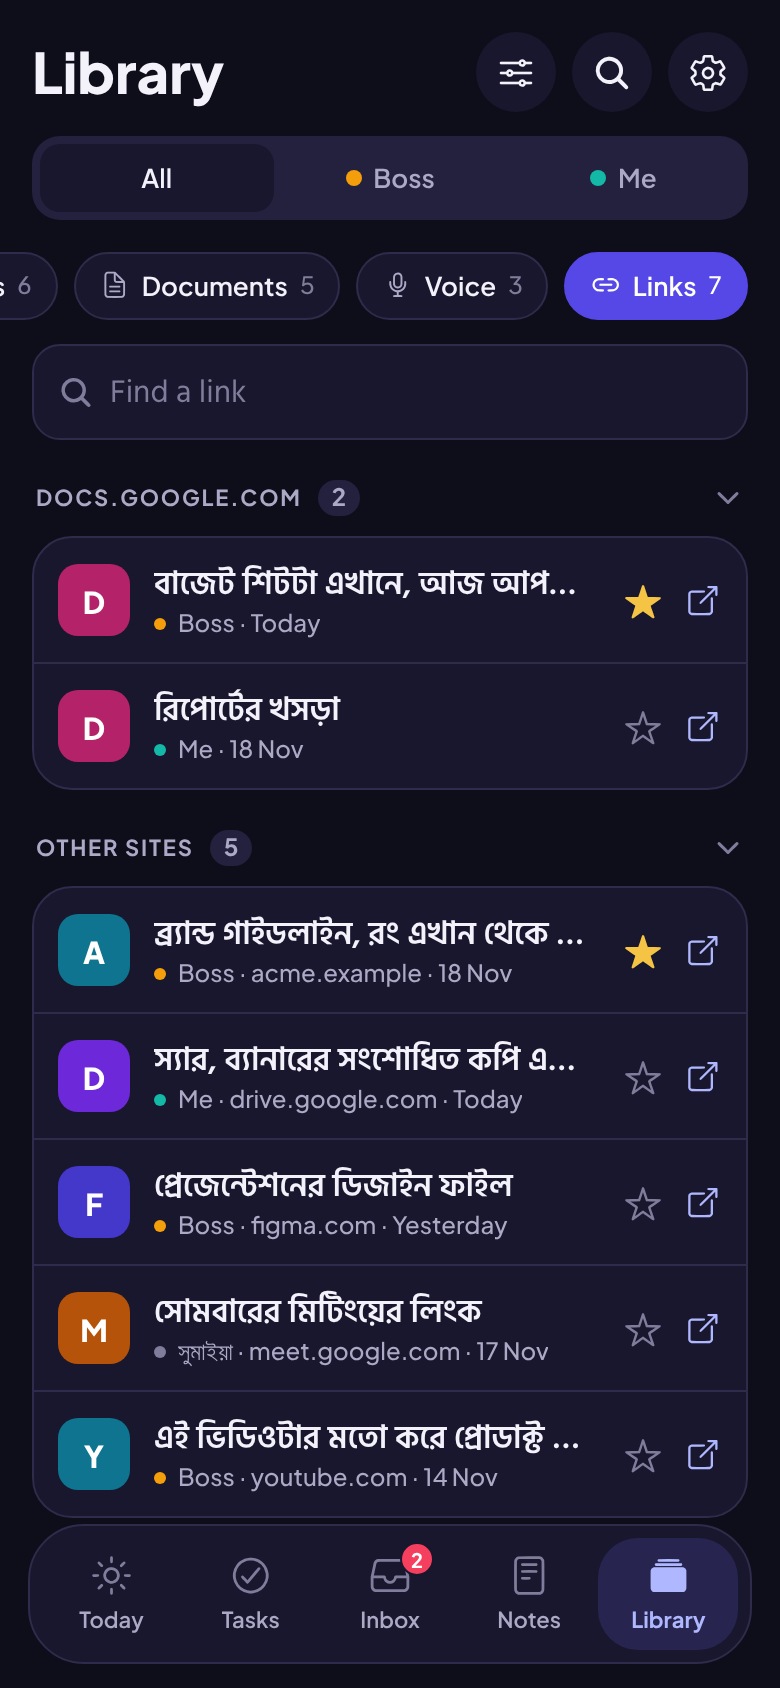 Library
All
Boss
Me
s 6
Documents 5
Voice 3
Links 7
Find a link
DOCS.GOOGLE.COM 2
D
বাজেট শিটটা এখানে, আজ আপ...
Boss · Today
D
রিপোর্টের খসড়া
Me · 18 Nov
OTHER SITES 5
A
ব্র্যান্ড গাইডলাইন, রং এখান থেকে ...
Boss · acme.example · 18 Nov
D
স্যার, ব্যানারের সংশোধিত কপি এ...
Me · drive.google.com · Today
F
প্রেজেন্টেশনের ডিজাইন ফাইল
Boss · figma.com · Yesterday
M
সোমবারের মিটিংয়ের লিংক
সুমাইয়া · meet.google.com · 17 Nov
Y
এই ভিডিওটার মতো করে প্রোডাক্ট ...
Boss · youtube.com · 14 Nov
2
Today
Tasks
Inbox
Notes
Library